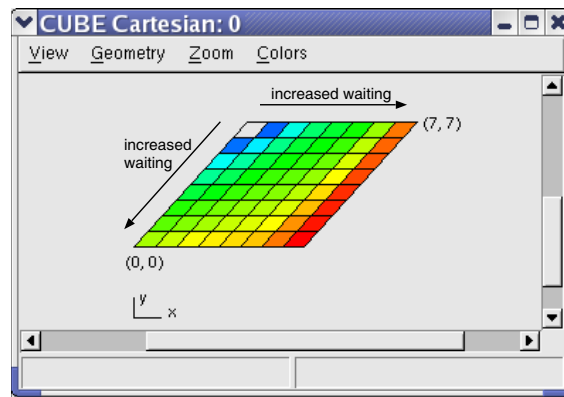 CUBE Cartesian: 0
View Geometry Zoom Colors
increased waiting
(7, 7)
increased
waiting
(0, 0)
y
x